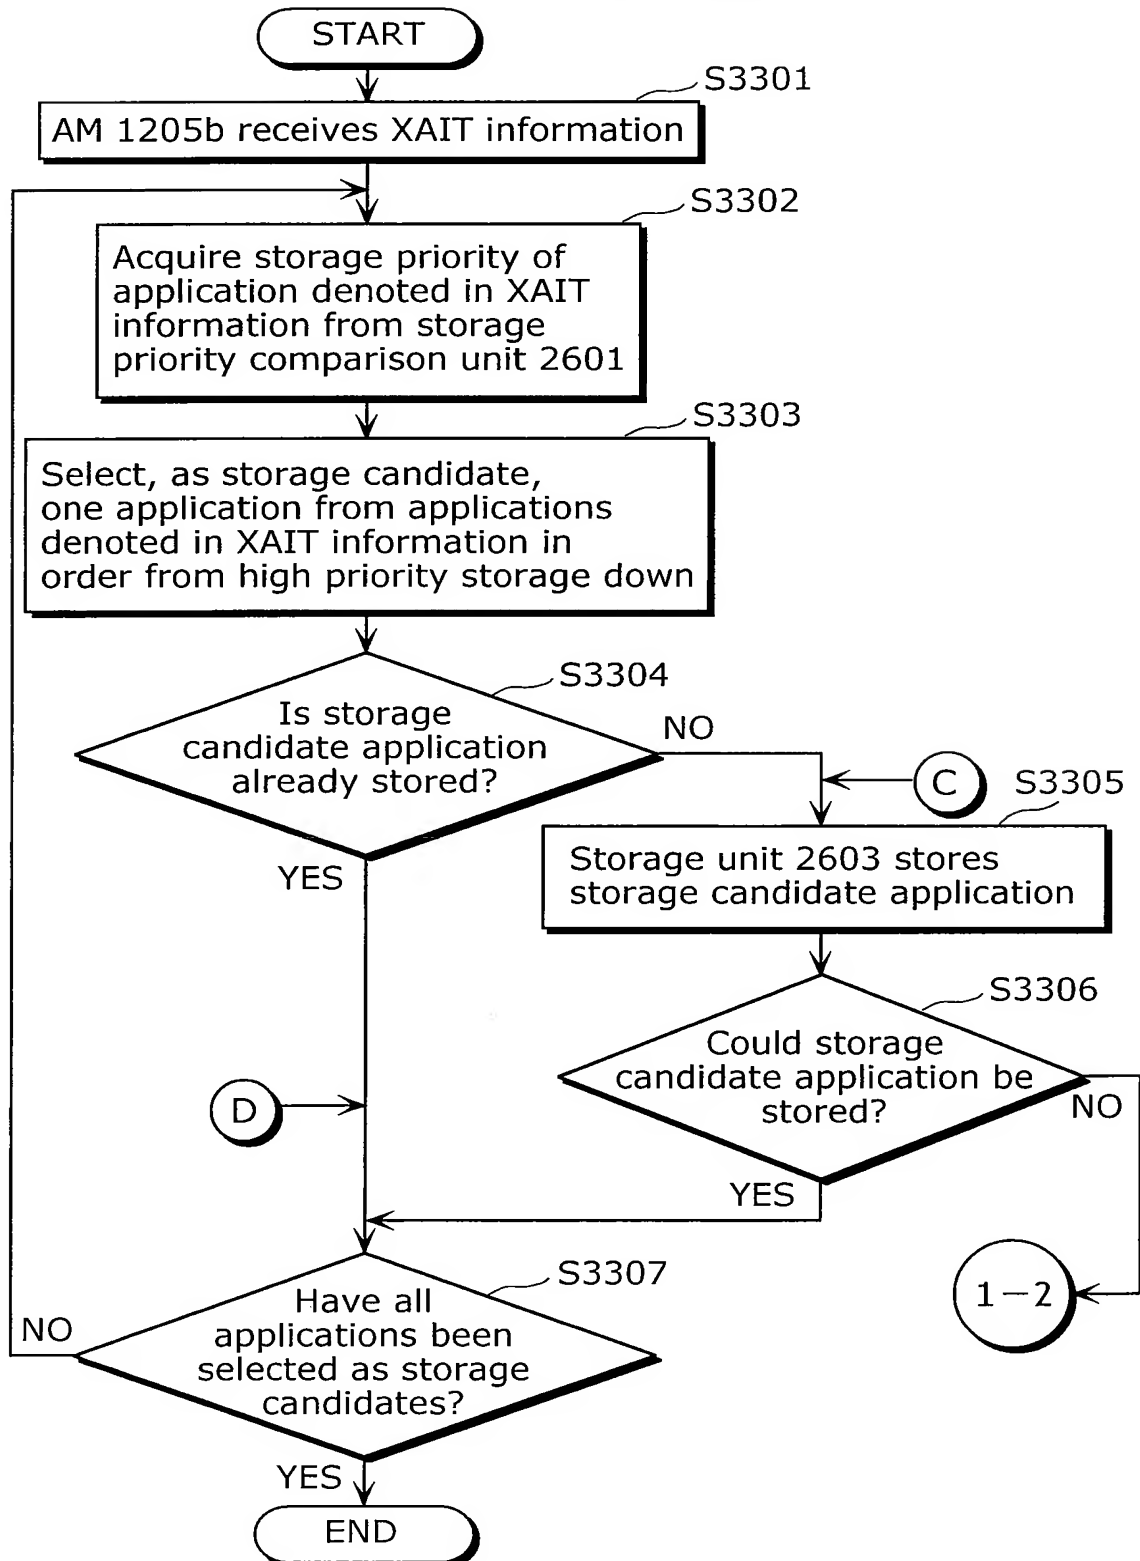 START
S3301
AM 1205b receives XAIT information
S3302
Acquire storage priority of
application denoted in XAIT
information from storage
priority comparison unit 2601
S3303
Select, as storage candidate,
one application from applications
denoted in XAIT information in
order from high priority storage down
S3304
Is storage
candidate application
already stored?
NO
YES
C
S3305
Storage unit 2603 stores
storage candidate application
S3306
Could storage
candidate application be
stored?
NO
YES
D
1-2
S3307
Have all
applications been
selected as storage
candidates?
NO
YES
END